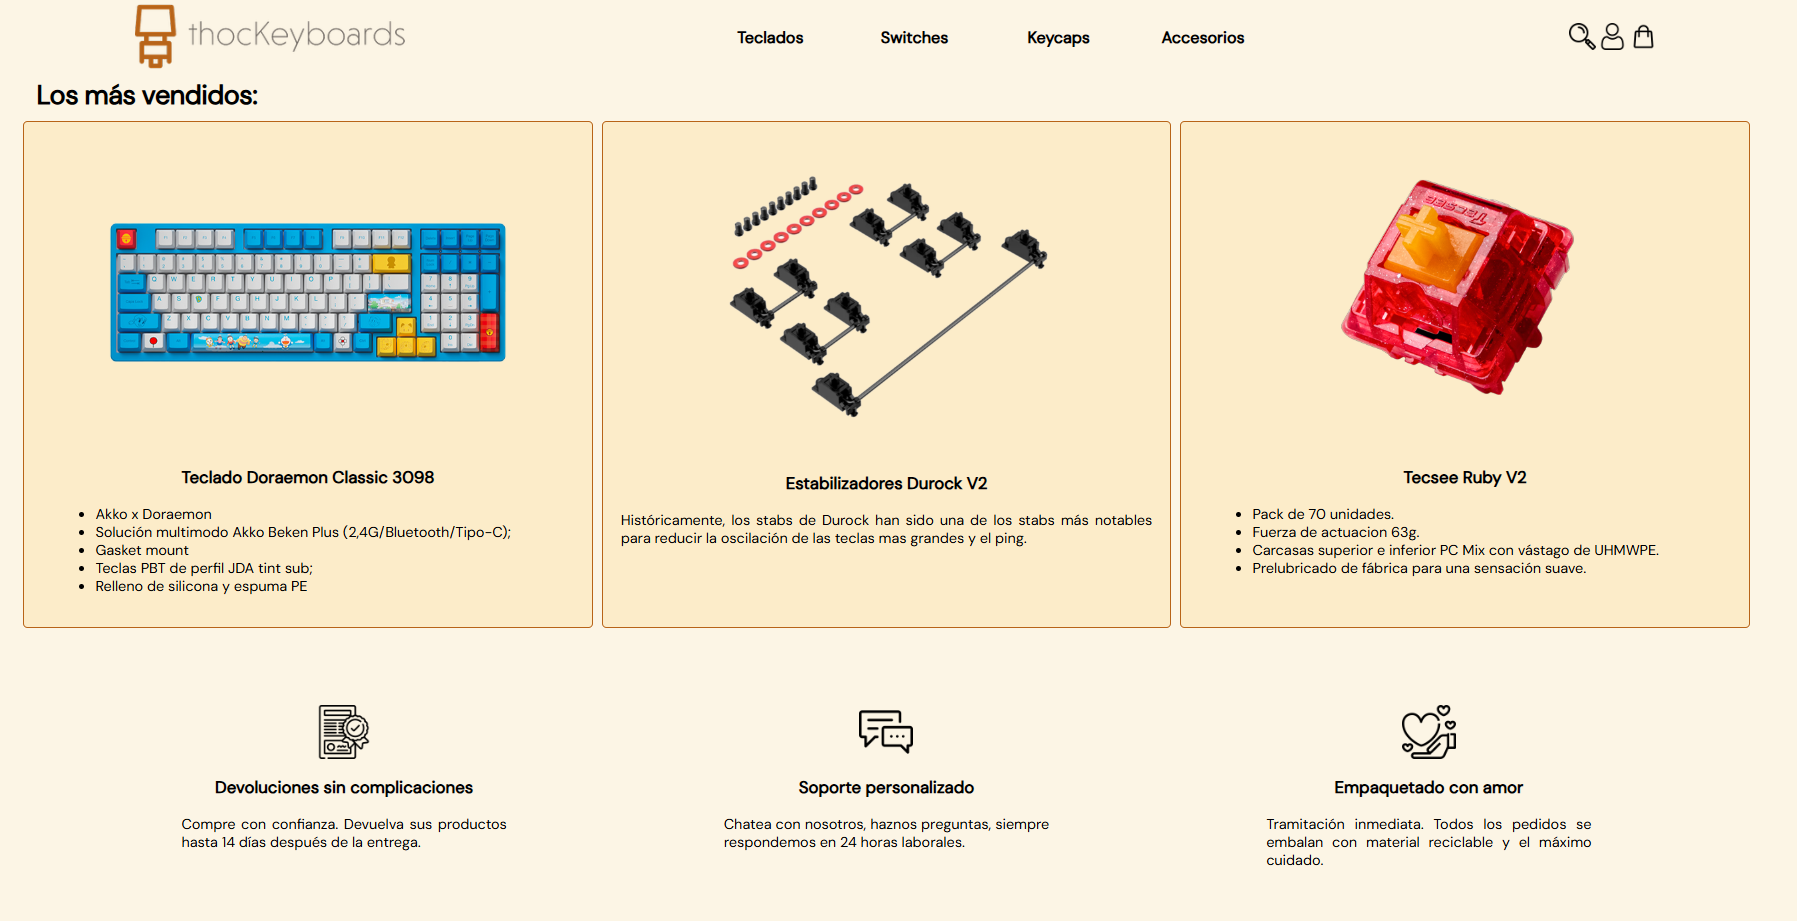 thocKeyboards
Teclados
Switches
Keycaps
Accesorios
Los más vendidos:
Teclado Doraemon Classic 3098
Akko x Doraemon
Solución multimodo Akko Beken Plus (2,4G/Bluetooth/Tipo-C);
Gasket mount
Teclas PBT de perfil JDA tint sub;
Relleno de silicona y espuma PE
Estabilizadores Durock V2
Históricamente, los stabs de Durock han sido una de los stabs más notables
para reducir la oscilación de las teclas mas grandes y el ping.
Tecsee
Tecsee Ruby V2
Pack de 70 unidades.
Fuerza de actuacion 63g.
Carcasas superior e inferior PC Mix con vástago de UHMWPE.
Prelubricado de fábrica para una sensación suave.
Devoluciones sin complicaciones
Compre con confianza. Devuelva sus productos
hasta 14 días después de la entrega.
Soporte personalizado
Chatea con nosotros, haznos preguntas, siempre
respondemos en 24 horas laborales.
Empaquetado con amor
Tramitación inmediata. Todos los pedidos se
embalan con material reciclable y el máximo
cuidado.